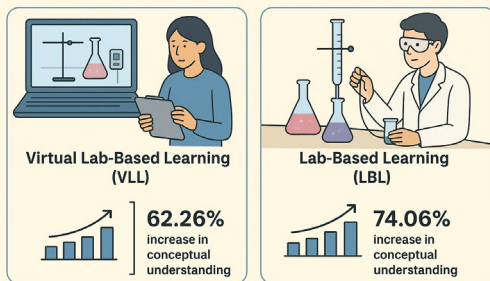 Virtual Lab-Based Learning
(VLL)
62.26%
increase in
conceptual
understanding
Lab-Based Learning
(LBL)
74.06%
increase in
conceptual
understanding